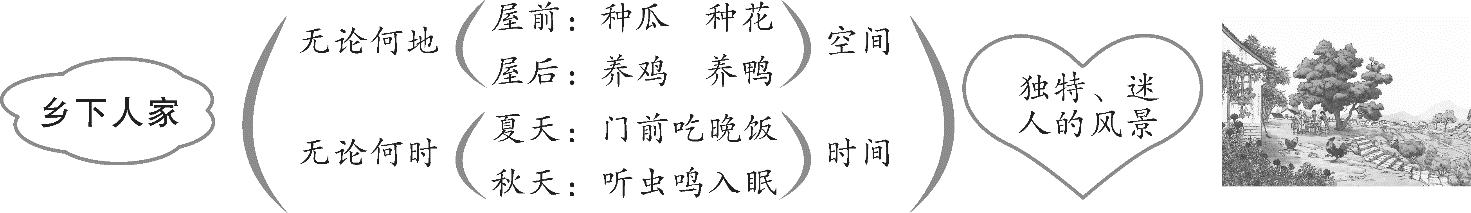 乡下人家
无论何地
屋前：种瓜 种花
屋后：养鸡 养鸭
空间
无论何时
夏天：门前吃晚饭
秋天：听虫鸣入眠
时间
独特、迷
人的风景